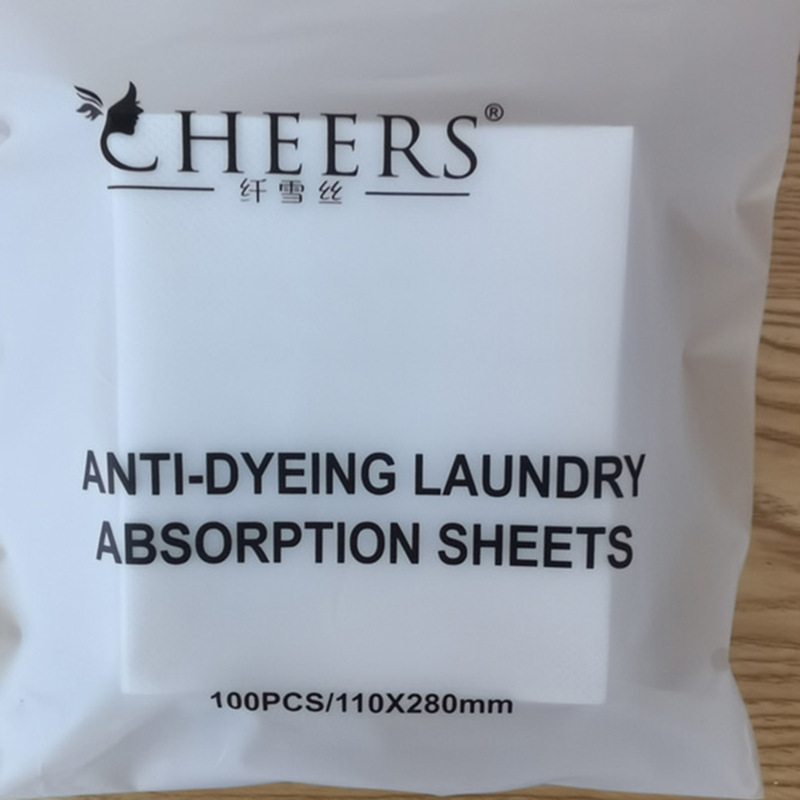 CHEERS®
纤雪丝
ANTI-DYEING LAUNDRY
ABSORPTION SHEETS
100PCS/110X280mm